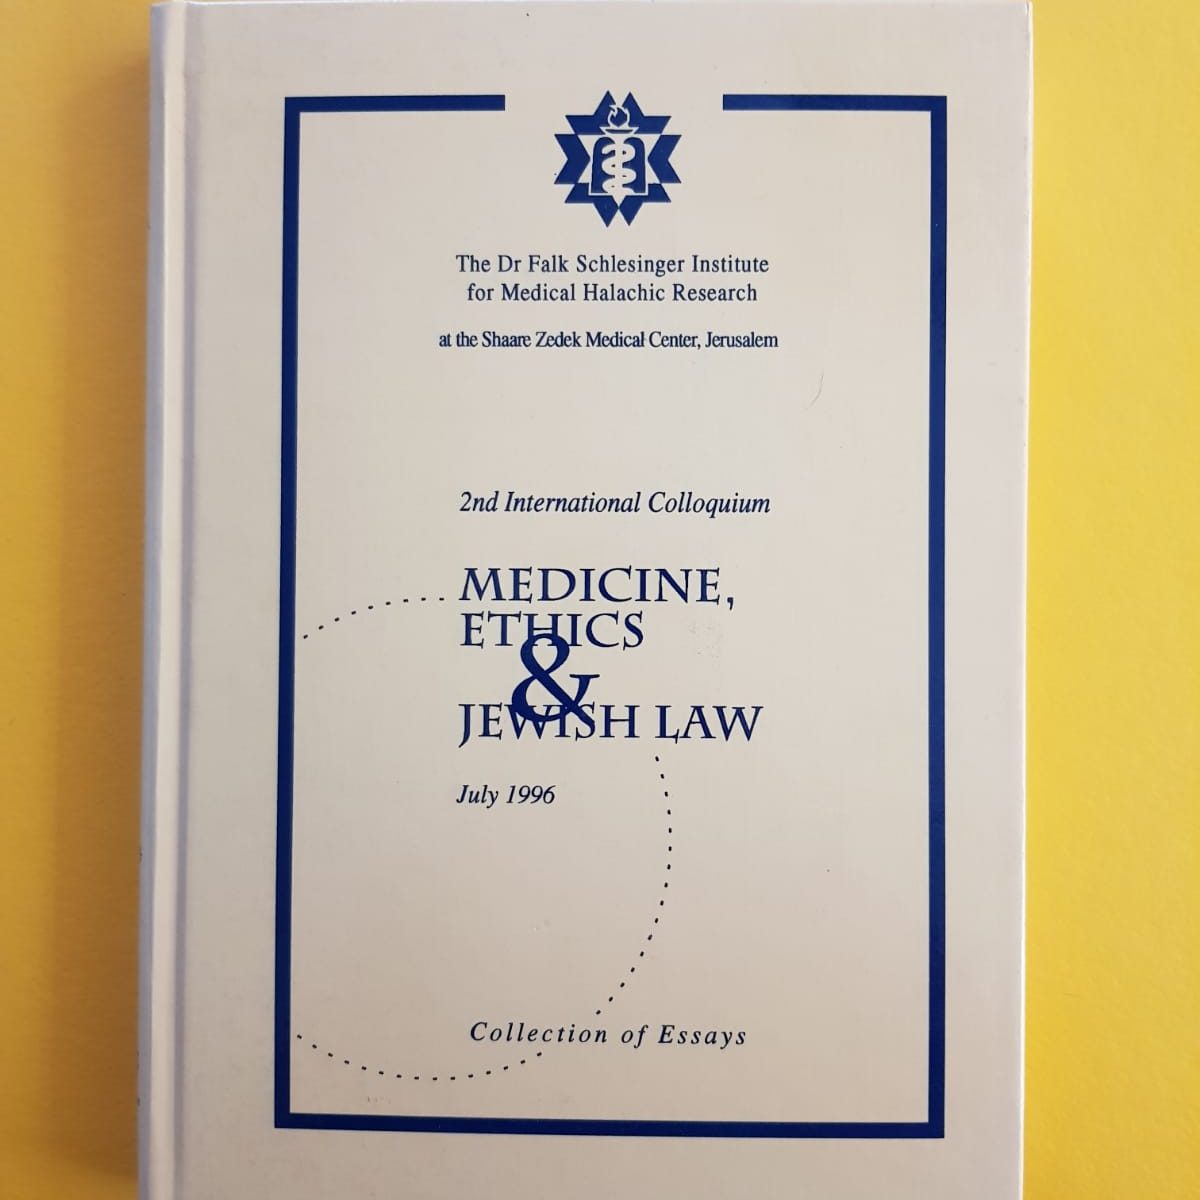 The Dr Falk Schlesinger Institute
for Medical Halachic Research
at the Shaare Zedek Medical Center, Jerusalem
2nd International Colloquium
MEDICINE,
ETHICS
&
JEWISH LAW
July 1996
Collection of Essays